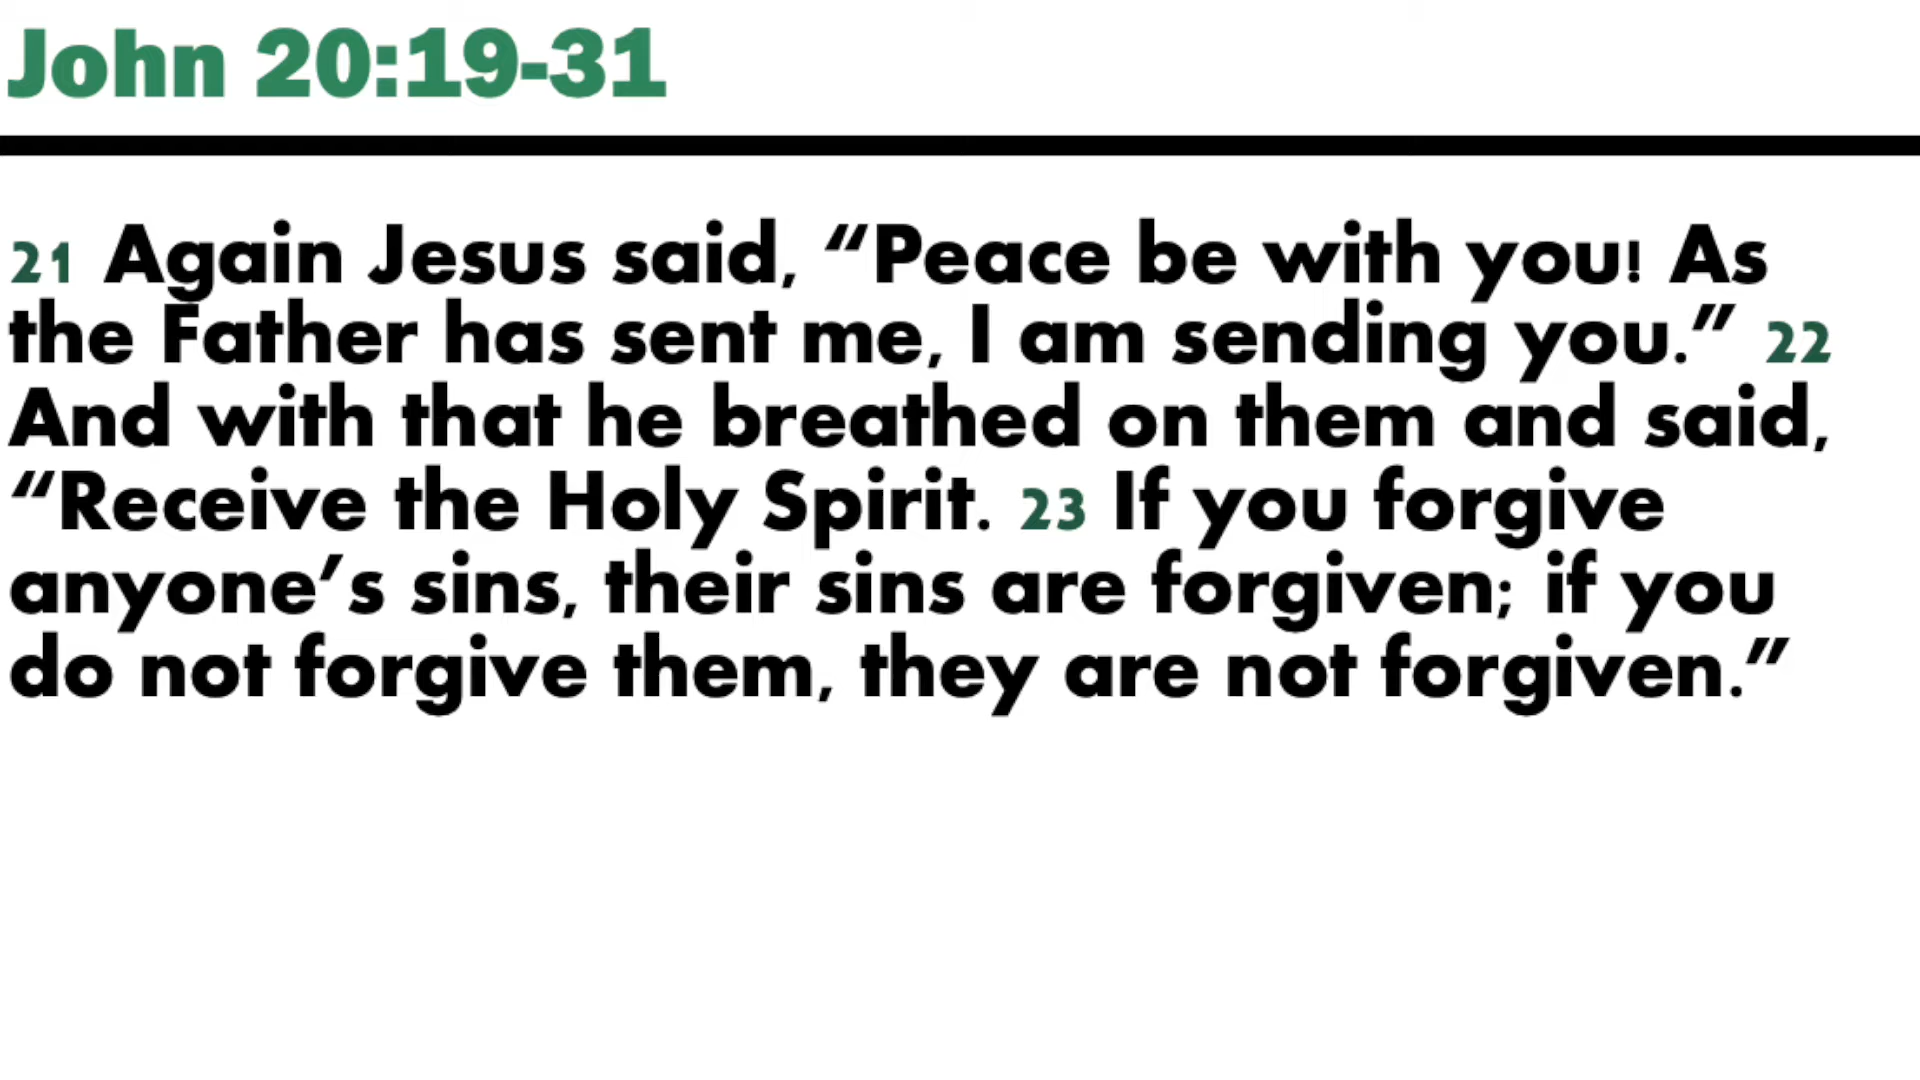 John 20:19-31
21 Again Jesus said, “Peace be with you! As
the Father has sent me, I am sending you.” 22
And with that he breathed on them and said,
“Receive the Holy Spirit. 23 If you forgive
anyone’s sins, their sins are forgiven; if you
do not forgive them, they are not forgiven.”